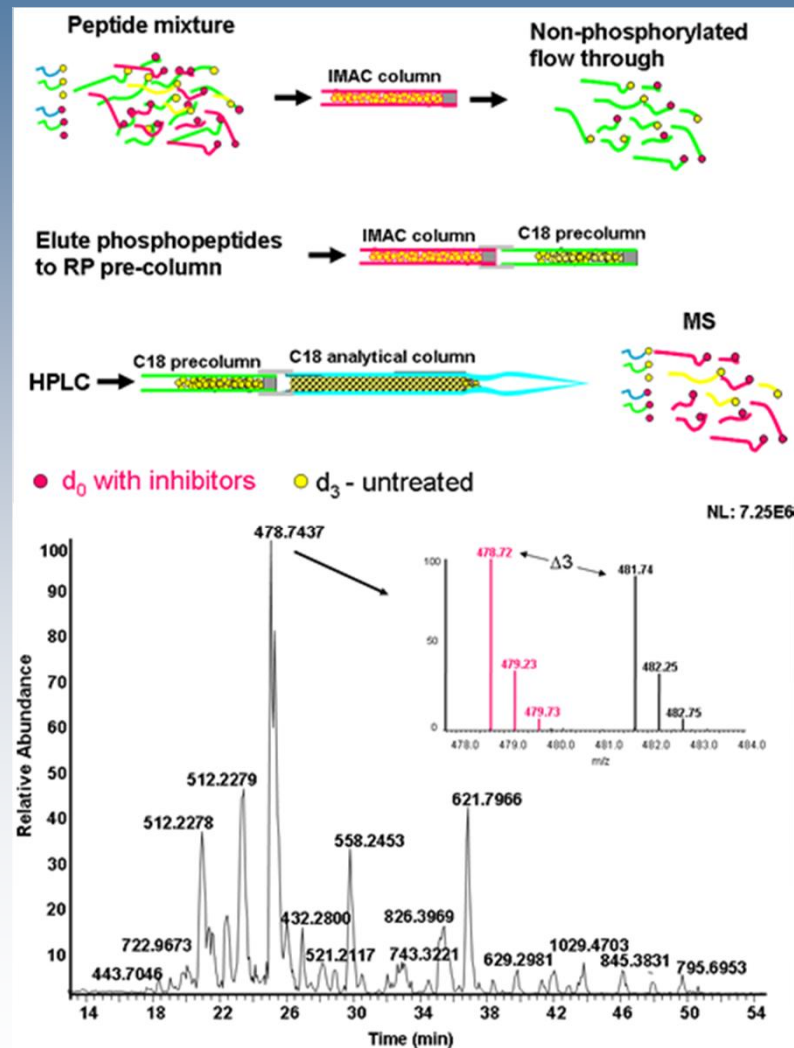 Peptide mixture
Non-phosphorylated
flow through
IMAC column
Elute phosphopeptides
to RP pre-column
IMAC column
C18 precolumn
MS
HPLC
C18 precolumn
C18 analytical column
d0 with inhibitors
d3 - untreated
NL: 7.25E6
478.7437
100
90
80
70
60
50
40
30
20
10
Relative Abundance
512.2279
512.2278
722.9673
443.7046
432.2800
521.2117
558.2453
826.3969
743.3221
621.7966
629.2981
1029.4703
845.3831
795.6953
14 18 22 26 30 34 38 42 46 50 54
Time (min)
100
50
0
478.72
Δ3
481.74
479.23
479.73
482.25
482.75
478.0 479.0 480.0 481.0 482.0 483.0 484.0
m/z